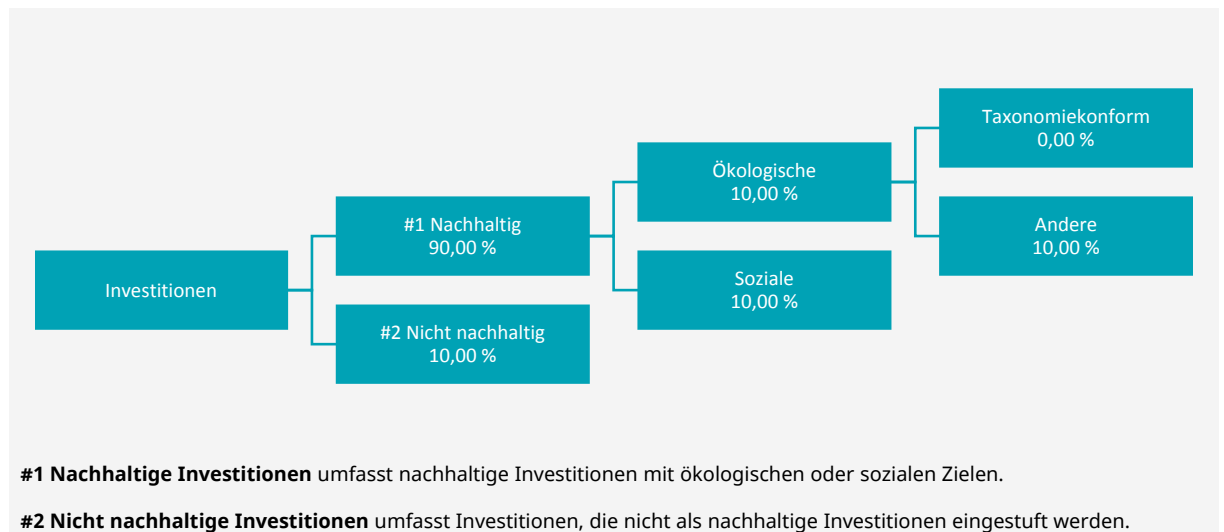 Investitionen
#1 Nachhaltig
90,00 %
#2 Nicht nachhaltig
10,00 %
Ökologische
10,00 %
Soziale
10,00 %
Taxonomiekonform
0,00 %
Andere
10,00 %
#1 Nachhaltige Investitionen umfasst nachhaltige Investitionen mit ökologischen oder sozialen Zielen.
#2 Nicht nachhaltige Investitionen umfasst Investitionen, die nicht als nachhaltige Investitionen eingestuft werden.